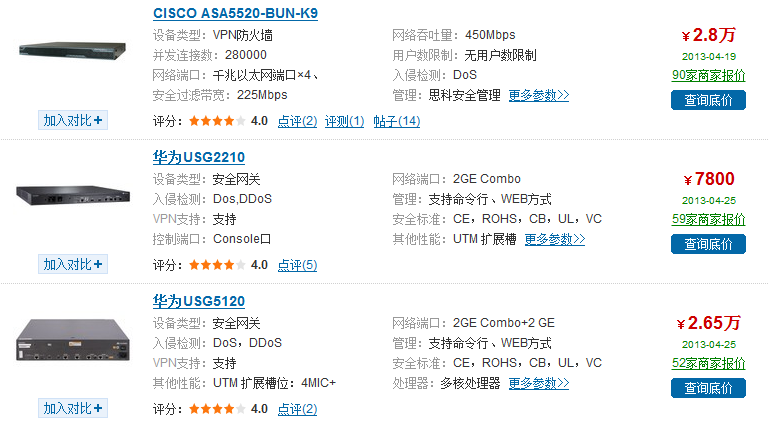 CISCO ASA5520-BUN-K9
设备类型：VPN防火墙 网络吞吐量：450Mbps
并发连接数：280000 用户数限制：无用户数限制
网络端口：千兆以太网端口×4、 入侵检测：DoS
安全过滤带宽：225Mbps 管理：思科安全管理 更多参数>>
评分： 4.0 点评(2) 评测(1) 帖子(14)
加入对比+
￥2.8万
2013-04-19
90家商家报价
查询底价
华为USG2210
设备类型：安全网关 网络端口：2GE Combo
入侵检测：Dos,DDoS 管理：支持命令行、WEB方式
VPN支持：支持 安全标准：CE，ROHS，CB，UL，VC
控制端口：Console口 其他性能：UTM 扩展槽 更多参数>>
评分： 4.0 点评(5)
加入对比+
￥7800
2013-04-25
59家商家报价
查询底价
华为USG5120
设备类型：安全网关 网络端口：2GE Combo+2 GE
入侵检测：DoS，DDoS 管理：支持命令行、WEB方式
VPN支持：支持 安全标准：CE，ROHS，CB，UL，VC
其他性能：UTM 扩展槽位：4MIC+ 处理器：多核处理器 更多参数>>
评分： 4.0 点评(2)
加入对比+
￥2.65万
2013-04-25
52家商家报价
查询底价